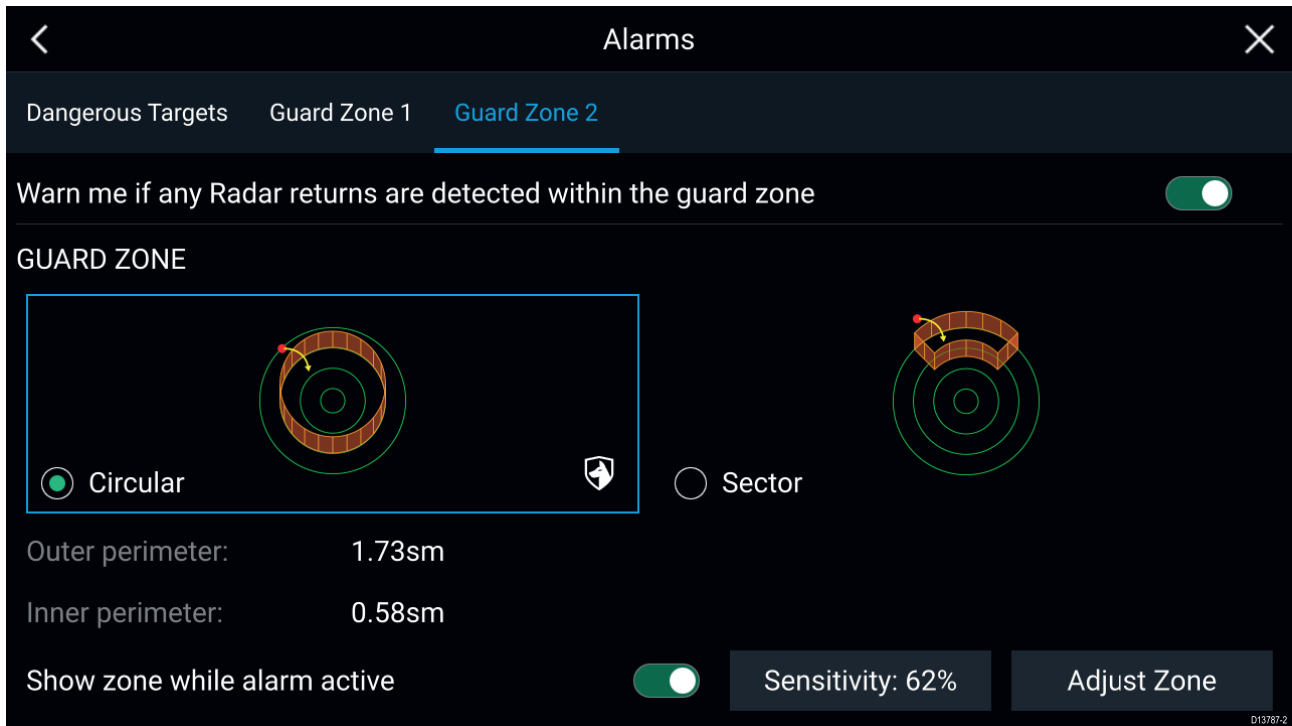 Alarms
Dangerous Targets Guard Zone 1 Guard Zone 2
Warn me if any Radar returns are detected within the guard zone
GUARD ZONE
Circular Sector
Outer perimeter: 1.73sm
Inner perimeter: 0.58sm
Show zone while alarm active Sensitivity: 62% Adjust Zone
D13787-2